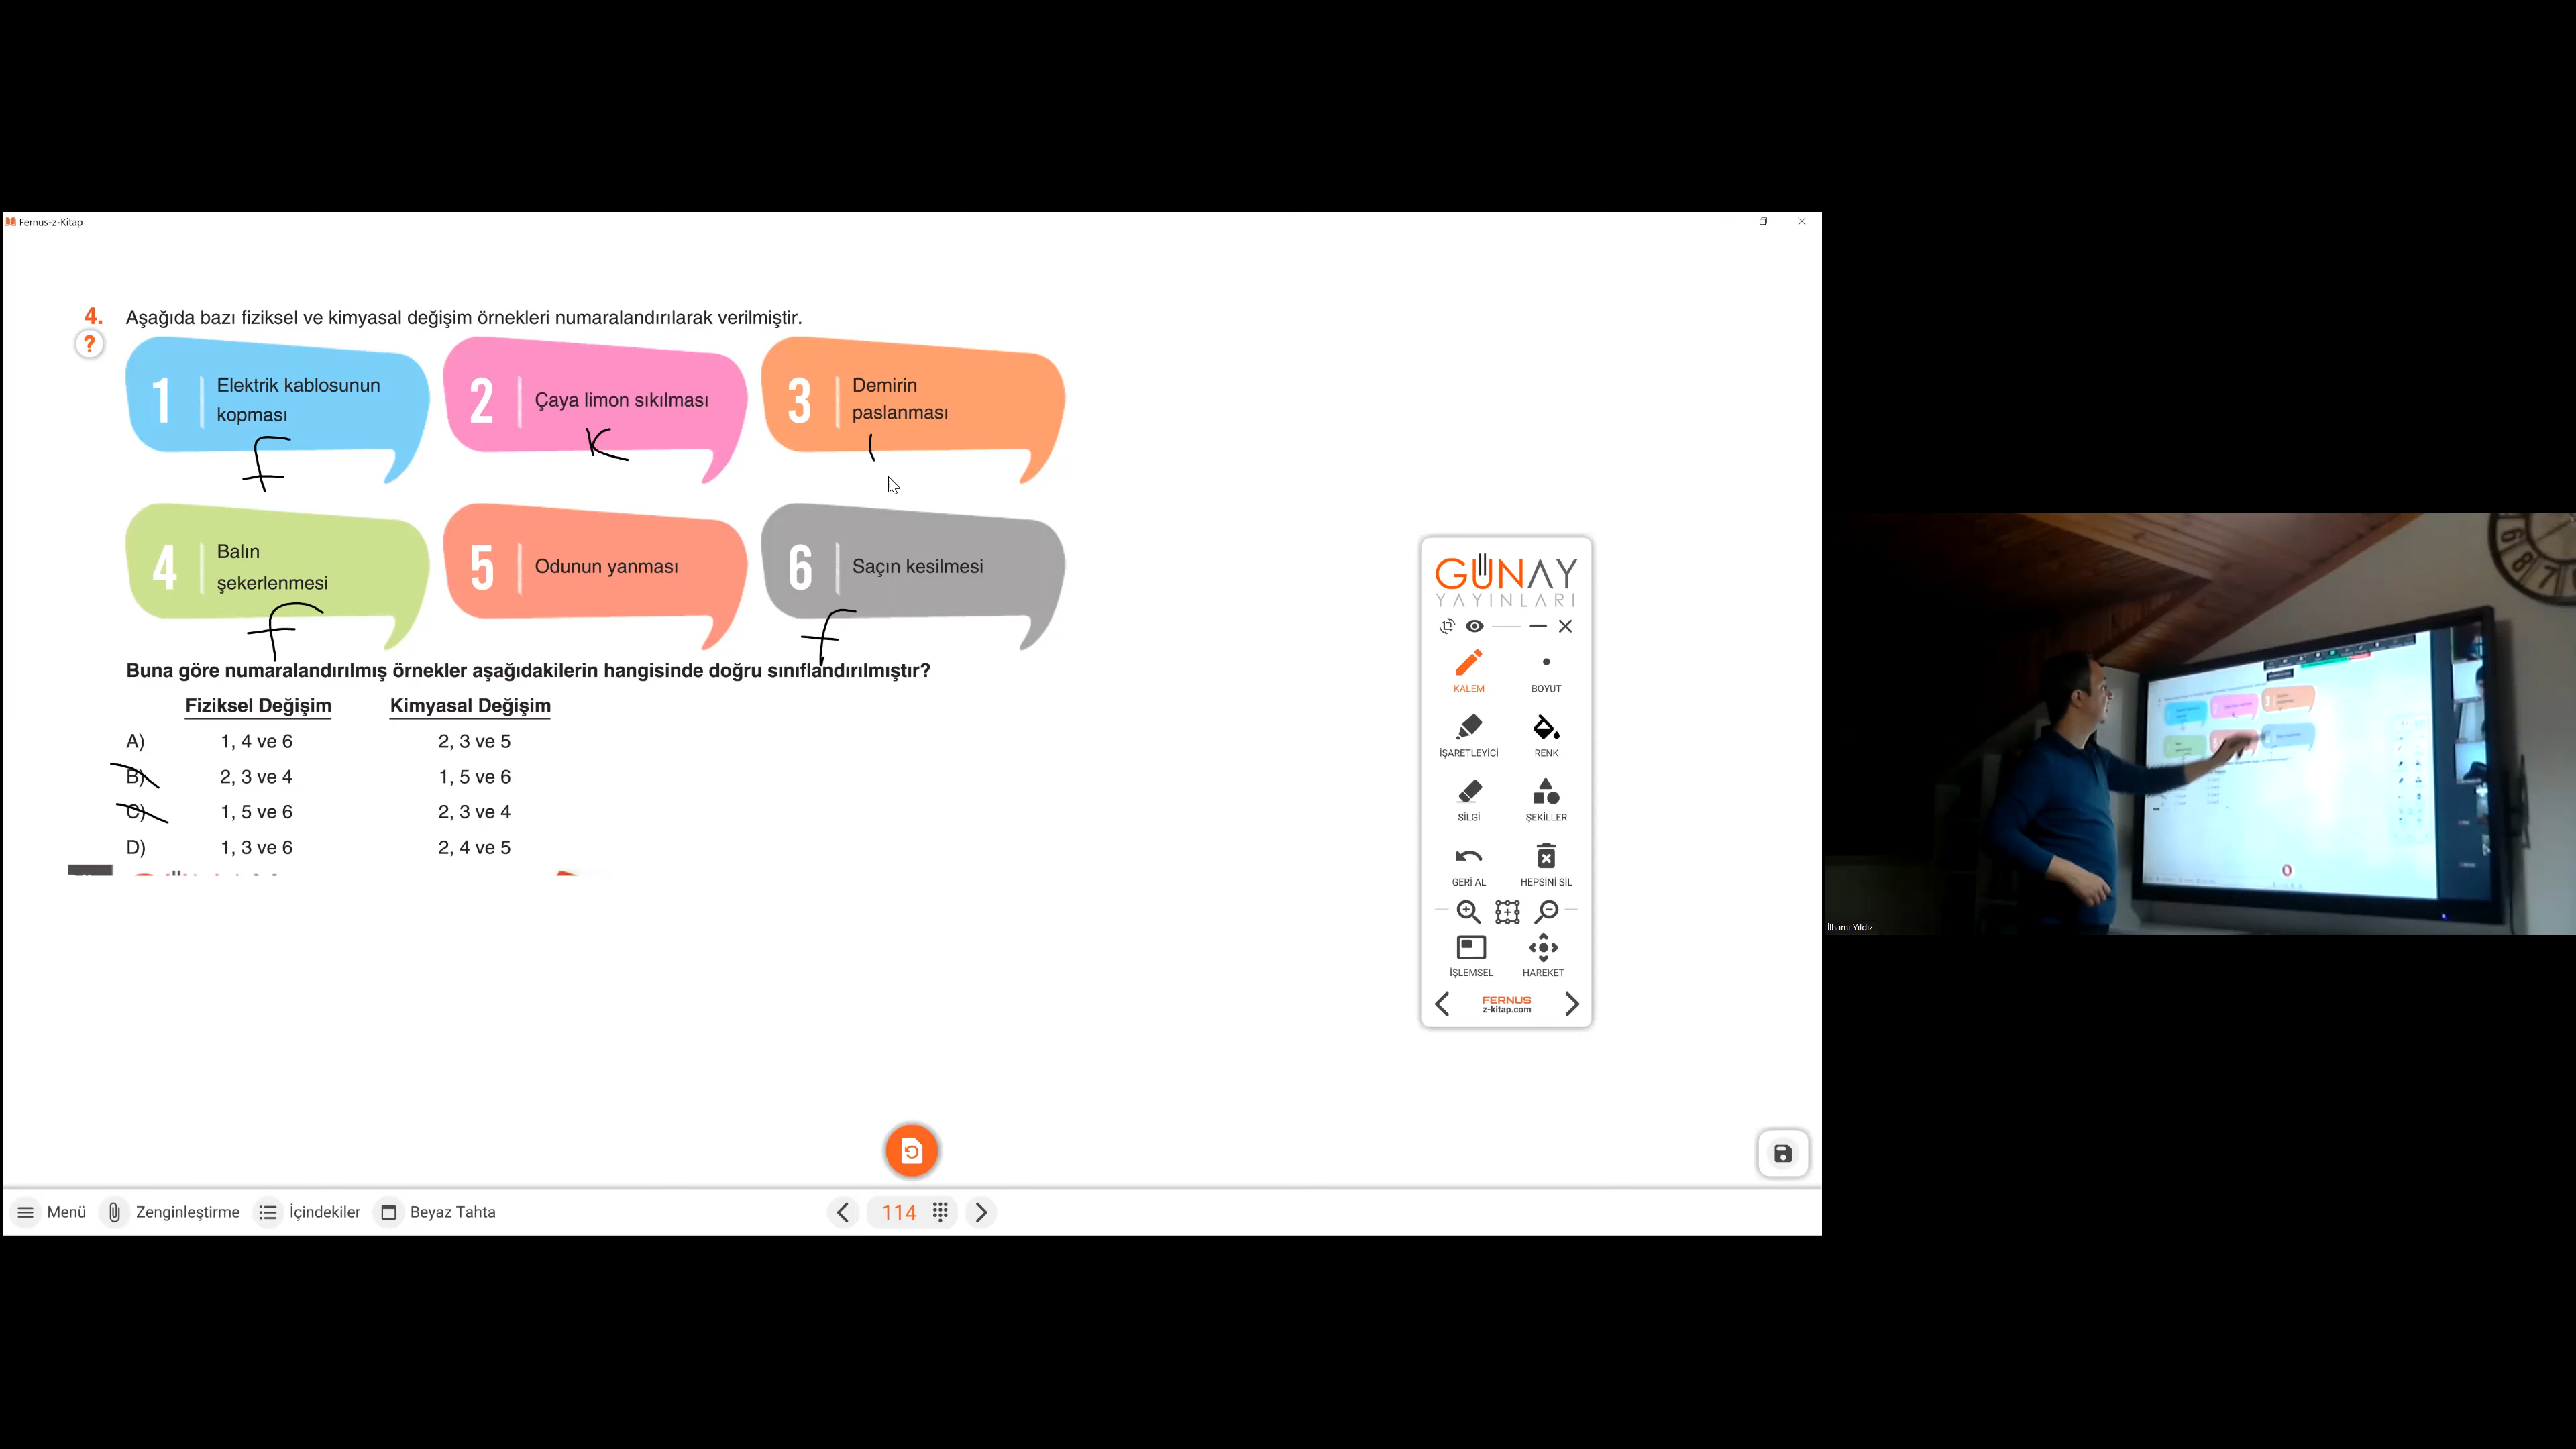 Fernus-z-Kitap
4. Aşağıda bazı fiziksel ve kimyasal değişim örnekleri numaralandırılarak verilmiştir.
?
1 Elektrik kablosunun
kopması
f
2 Çaya limon sıkılması
K
3 Demirin
paslanması
4 Balın
şekerlenmesi
f
5 Odunun yanması
6 Saçın kesilmesi
f
Buna göre numaralandırılmış örnekler aşağıdakilerin hangisinde doğru sınıflandırılmıştır?
Fiziksel Değişim Kimyasal Değişim
A) 1, 4 ve 6 2, 3 ve 5
B) 2, 3 ve 4 1, 5 ve 6
C) 1, 5 ve 6 2, 3 ve 4
D) 1, 3 ve 6 2, 4 ve 5
GÜNAY
YAYINLARI
KALEM BOYUT
İŞARETLEYİCİ RENK
SİLGİ ŞEKİLLER
GERİ AL HEPSİNİ SİL
İŞLEMSEL HAREKET
FERNUS
z-kitap.com
Menü Zenginleştirme İçindekiler Beyaz Tahta 114
İlhami Yıldız
6 7 8